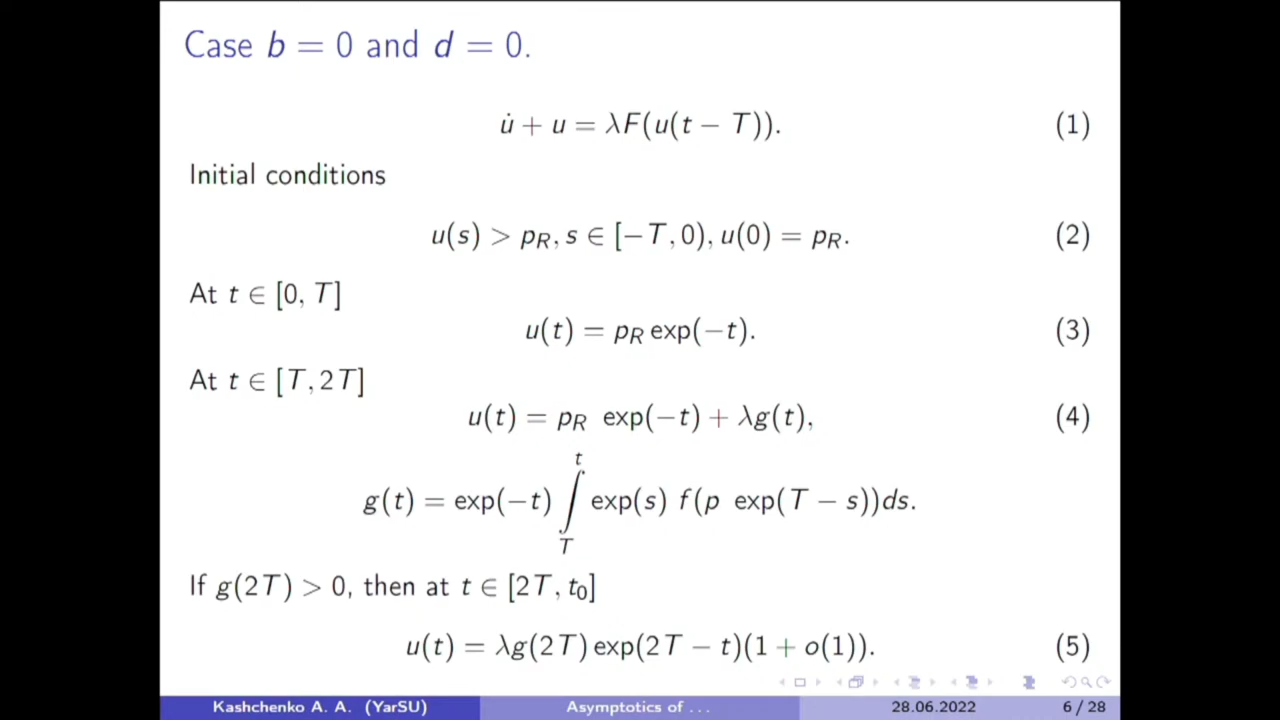 Case b = 0 and d = 0.
u̇ + u = λF(u(t − T)). (1)
Initial conditions
u(s) > p_R, s ∈ [−T, 0), u(0) = p_R. (2)
At t ∈ [0, T]
u(t) = p_R exp(−t). (3)
At t ∈ [T, 2T]
u(t) = p_R exp(−t) + λg(t), (4)
g(t) = exp(−t) ∫_T^t exp(s) f(p exp(T − s))ds.
If g(2T) > 0, then at t ∈ [2T, t₀]
u(t) = λg(2T) exp(2T − t)(1 + o(1)). (5)
Kashchenko A. A. (YarSU) Asymptotics of ... 28.06.2022 6 / 28